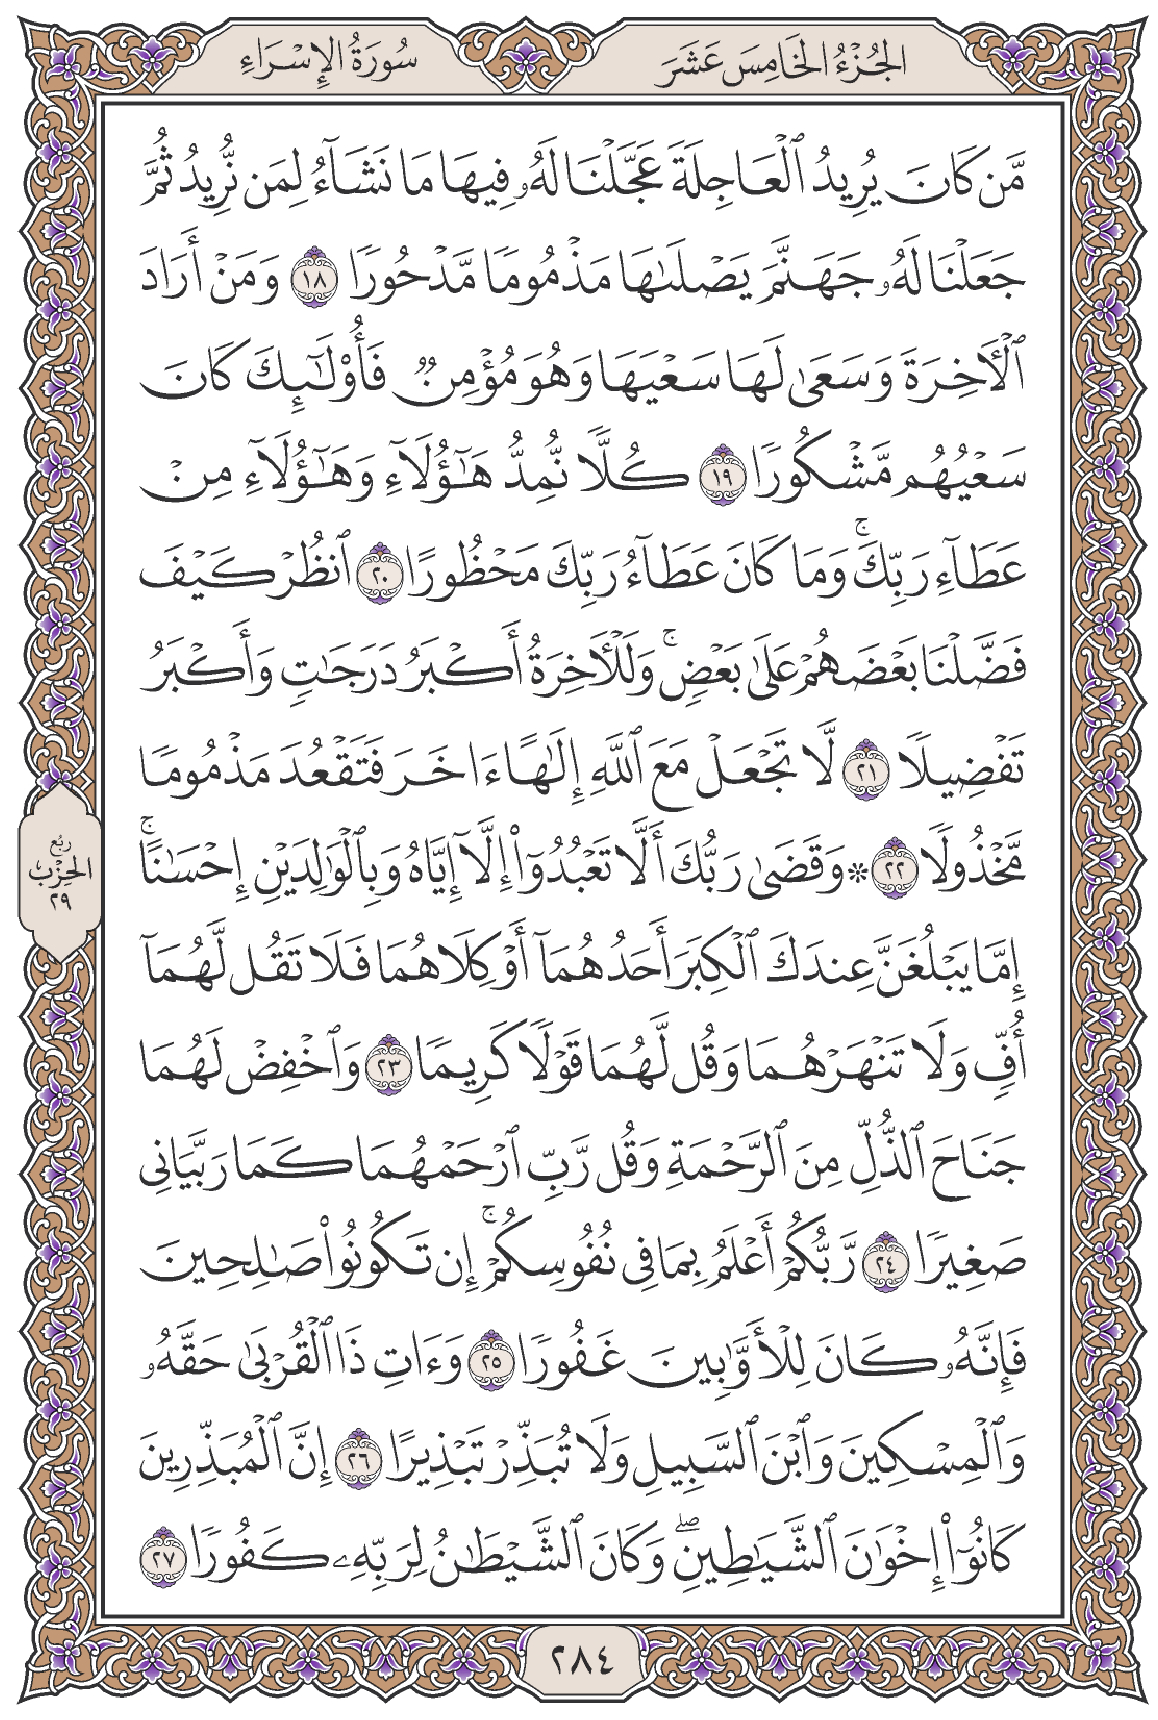 الجُزْءُ الخَامِسَ عَشَرَ
سُورَةُ الإِسْرَاءِ
مَّن كَانَ يُرِيدُ ٱلۡعَاجِلَةَ عَجَّلۡنَا لَهُۥ فِيهَا مَا نَشَآءُ لِمَن نُّرِيدُ ثُمَّ
جَعَلۡنَا لَهُۥ جَهَنَّمَ يَصۡلَىٰهَا مَذۡمُومٗا مَّدۡحُورٗا ١٨ وَمَنۡ أَرَادَ
ٱلۡأٓخِرَةَ وَسَعَىٰ لَهَا سَعۡيَهَا وَهُوَ مُؤۡمِنٞ فَأُوْلَٰٓئِكَ كَانَ
سَعۡيُهُم مَّشۡكُورٗا ١٩ كُلّٗا نُّمِدُّ هَٰٓؤُلَآءِ وَهَٰٓؤُلَآءِ مِنۡ
عَطَآءِ رَبِّكَۚ وَمَا كَانَ عَطَآءُ رَبِّكَ مَحۡظُورًا ٢٠ ٱنظُرۡ كَيۡفَ
فَضَّلۡنَا بَعۡضَهُمۡ عَلَىٰ بَعۡضٖۚ وَلَلۡأٓخِرَةُ أَكۡبَرُ دَرَجَٰتٖ وَأَكۡبَرُ
تَفۡضِيلٗا ٢١ لَّا تَجۡعَلۡ مَعَ ٱللَّهِ إِلَٰهًا ءَاخَرَ فَتَقۡعُدَ مَذۡمُومٗا
مَّخۡذُولٗا ٢٢ ۞ وَقَضَىٰ رَبُّكَ أَلَّا تَعۡبُدُوٓاْ إِلَّآ إِيَّاهُ وَبِٱلۡوَٰلِدَيۡنِ إِحۡسَٰنًاۚ
إِمَّا يَبۡلُغَنَّ عِندَكَ ٱلۡكِبَرَ أَحَدُهُمَآ أَوۡ كِلَاهُمَا فَلَا تَقُل لَّهُمَآ
أُفّٖ وَلَا تَنۡهَرۡهُمَا وَقُل لَّهُمَا قَوۡلٗا كَرِيمٗا ٢٣ وَٱخۡفِضۡ لَهُمَا
جَنَاحَ ٱلذُّلِّ مِنَ ٱلرَّحۡمَةِ وَقُل رَّبِّ ٱرۡحَمۡهُمَا كَمَا رَبَّيَانِي
صَغِيرٗا ٢٤ رَّبُّكُمۡ أَعۡلَمُ بِمَا فِي نُفُوسِكُمۡۚ إِن تَكُونُواْ صَٰلِحِينَ
فَإِنَّهُۥ كَانَ لِلۡأَوَّٰبِينَ غَفُورٗا ٢٥ وَءَاتِ ذَا ٱلۡقُرۡبَىٰ حَقَّهُۥ
وَٱلۡمِسۡكِينَ وَٱبۡنَ ٱلسَّبِيلِ وَلَا تُبَذِّرۡ تَبۡذِيرًا ٢٦ إِنَّ ٱلۡمُبَذِّرِينَ
كَانُوٓاْ إِخۡوَٰنَ ٱلشَّيَٰطِينِۖ وَكَانَ ٱلشَّيۡطَٰنُ لِرَبِّهِۦ كَفُورٗا ٢٧
رُبُع
الحِزْبِ
٢٩
٢٨٤